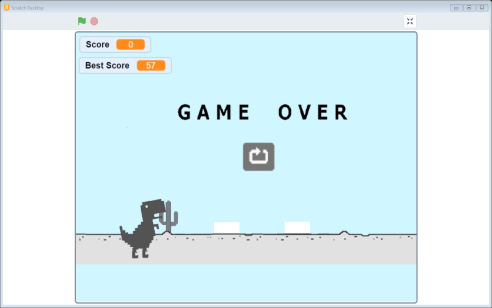 Scratch Desktop
Score 0
Best Score 57
GAME OVER